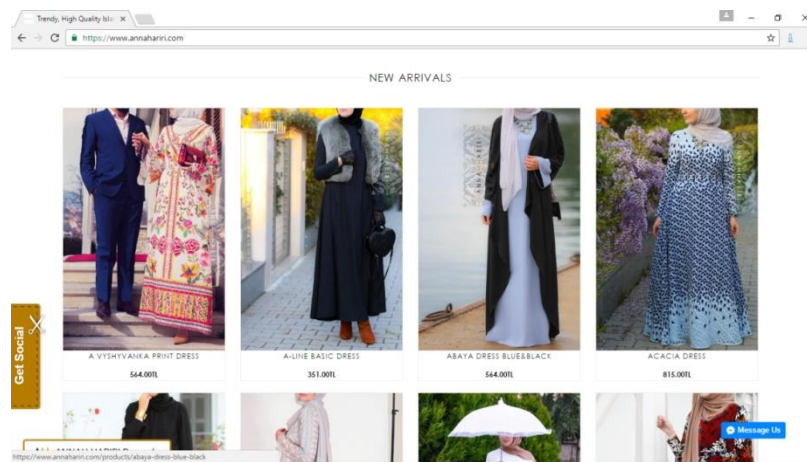 Trendy, High Quality Isla
https://www.annahariri.com
NEW ARRIVALS
A VYSHYVANKA PRINT DRESS
564.00TL
A-LINE BASIC DRESS
351.00TL
ABAYA DRESS BLUE&BLACK
564.00TL
ACACIA DRESS
815.00TL
Get Social
Message Us
https://www.annahariri.com/products/abaya-dress-blue-black